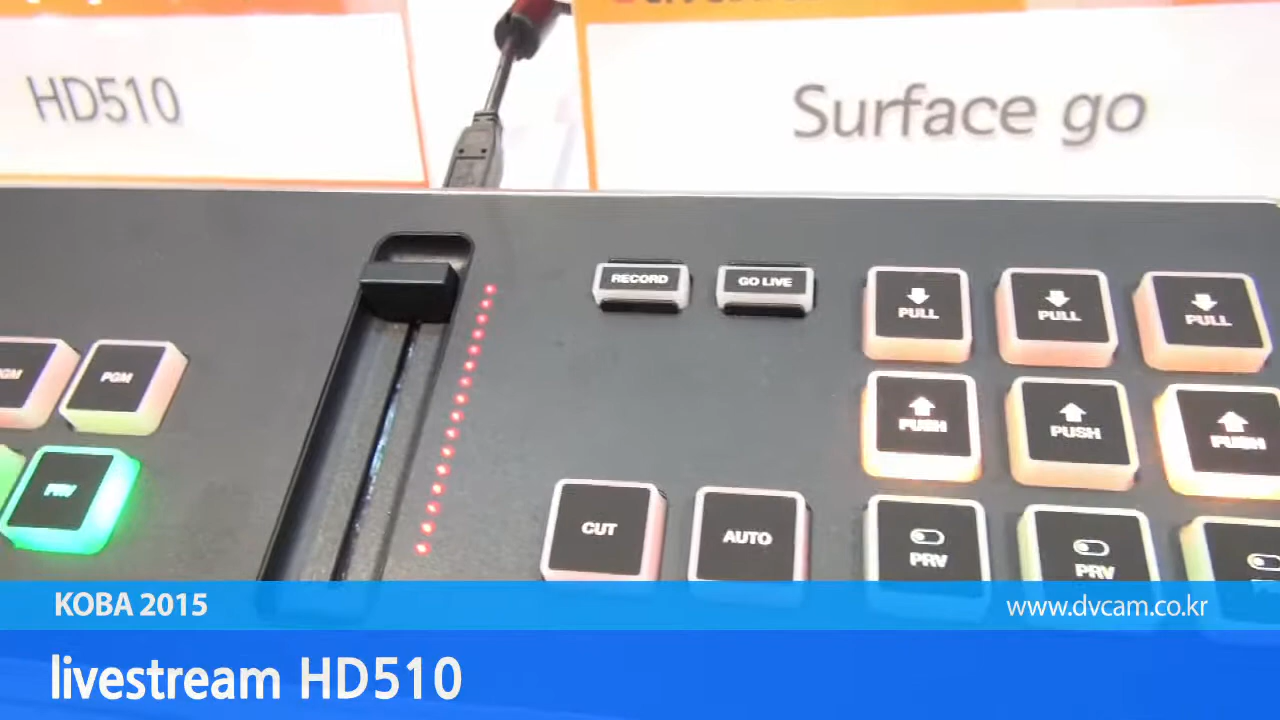 HD510
Surface go
RECORD
GO LIVE
PULL
PULL
PULL
PGM
PUSH
PUSH
PUSH
PRV
CUT
AUTO
PRV
PRV
KOBA 2015
www.dvcam.co.kr
livestream HD510